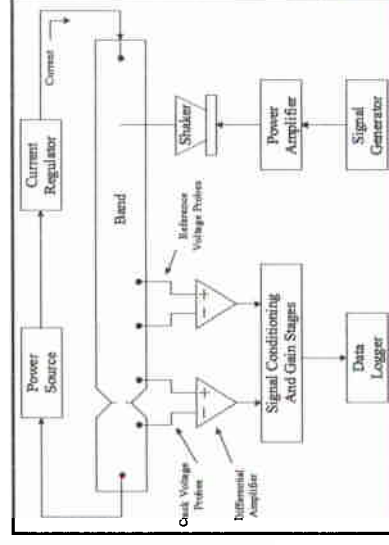 Power
Source
Current
Regulator
Current
Band
Crack Voltage
Probes
Reference
Voltage Probes
Shaker
Differential
Amplifier
Signal Conditioning
And Gain Stages
Power
Amplifier
Data
Logger
Signal
Generator